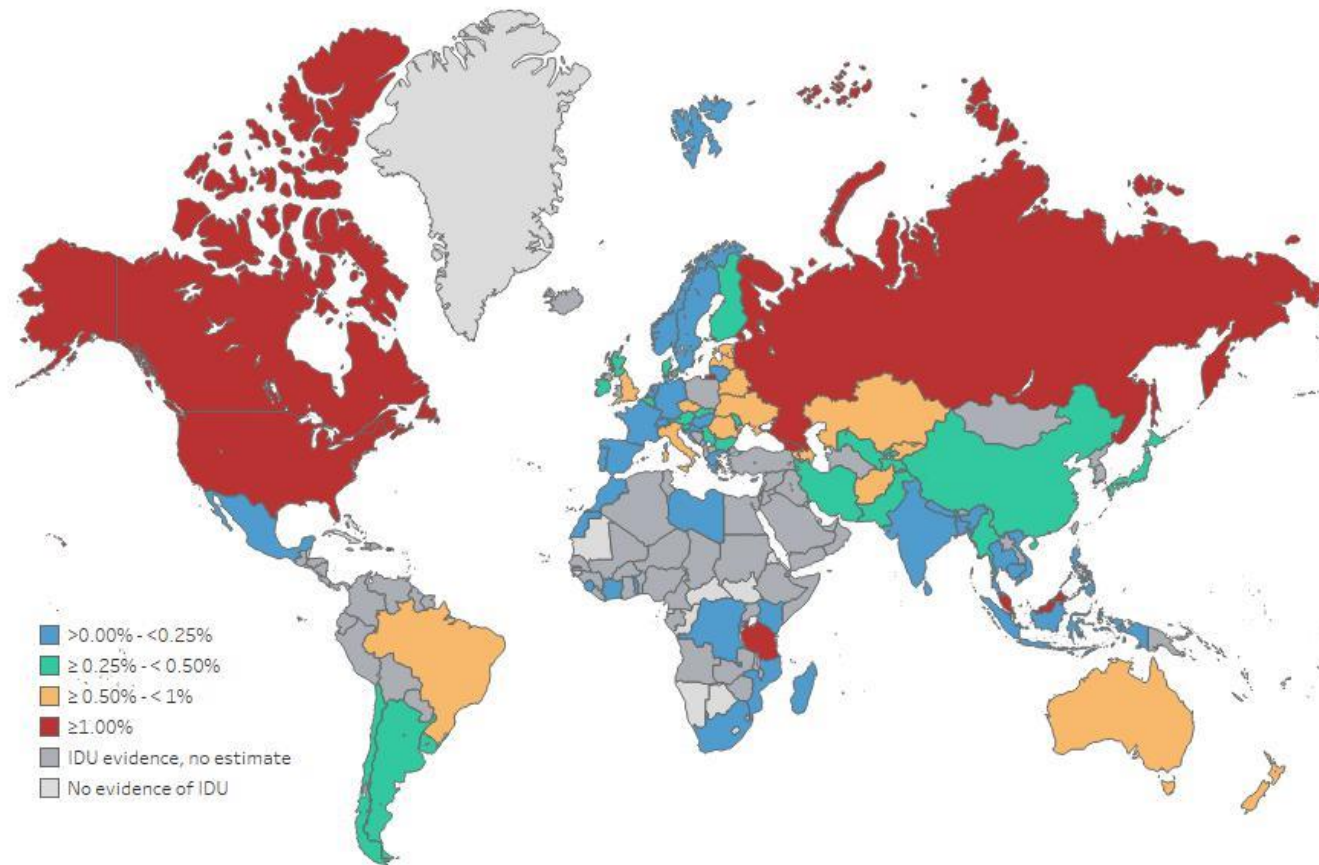 >0.00% - <0.25%
≥ 0.25% - < 0.50%
≥ 0.50% - < 1%
≥1.00%
IDU evidence, no estimate
No evidence of IDU